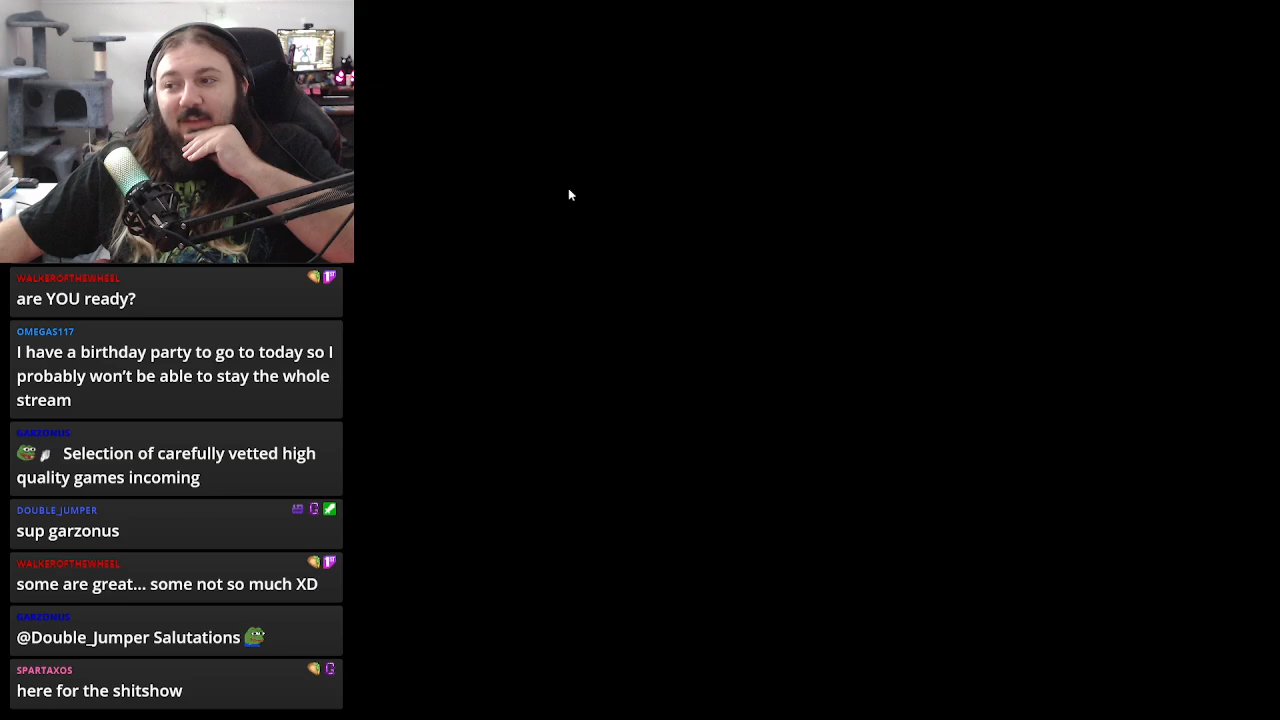 WALKEROFTHEWHEEL
are YOU ready?
OMEGAS117
I have a birthday party to go to today so I
probably won't be able to stay the whole
stream
GARZONUS
Selection of carefully vetted high
quality games incoming
DOUBLE_JUMPER
sup garzonus
WALKEROFTHEWHEEL
some are great... some not so much XD
GARZONUS
@Double_Jumper Salutations
SPARTAXOS
here for the shitshow